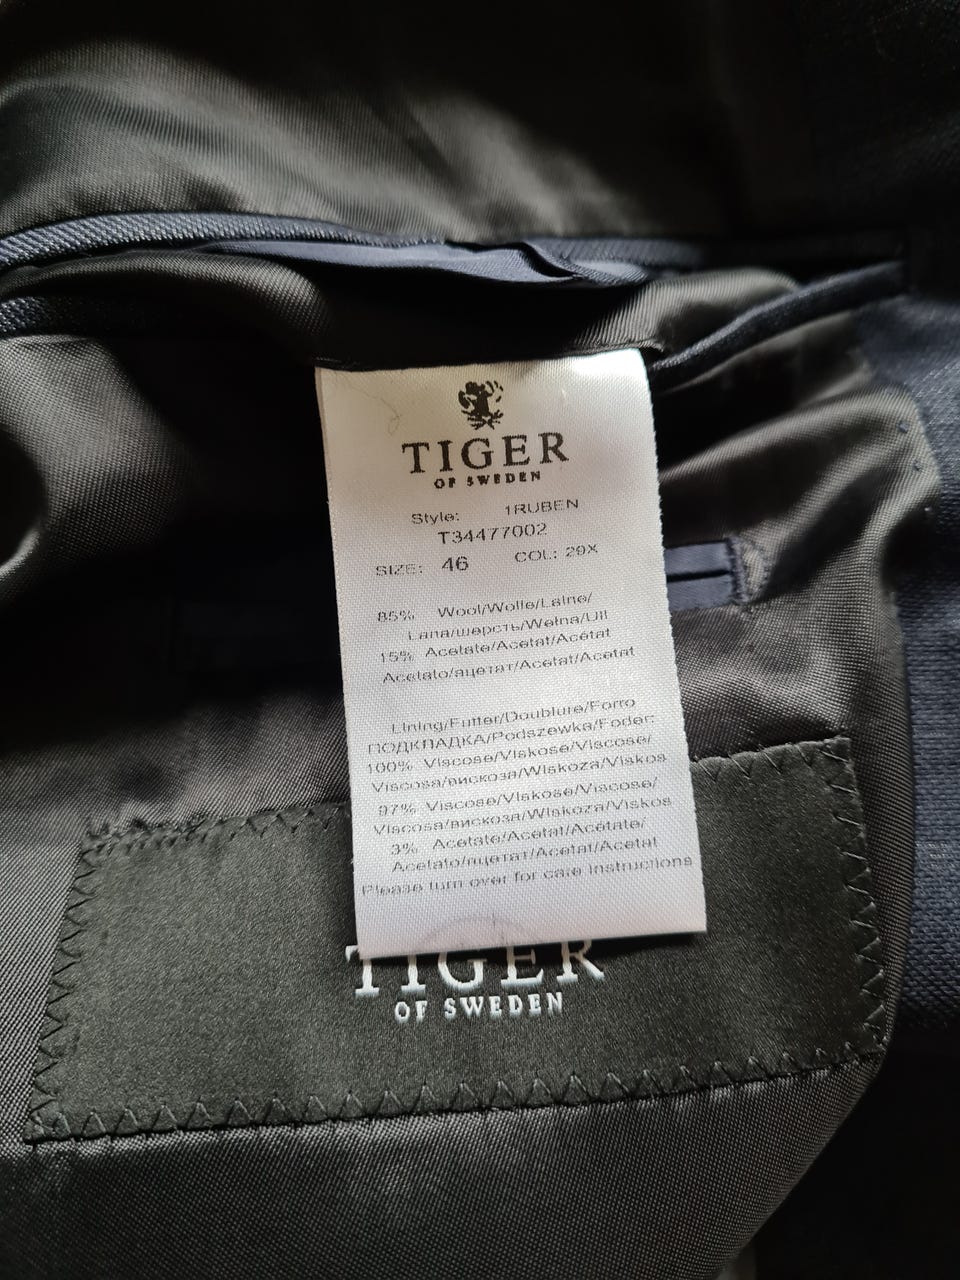 TIGER
OF SWEDEN
Style: 1RUBEN
T34477002
SIZE: 46 COL: 29X
85% Wool/Wolle/Laine/
Lana/шерсть/Wełna/Ull
15% Acetate/Acetat/Acétat
Acetato/ацетат/Acetat/Acetat
Lining/Futter/Doublure/Forro
ПОДКЛАДКА/Podszewka/Foder:
100% Viscose/Viskose/Viscose/
Viscosa/вискоза/Wiskoza/Viskos
97% Viscose/Viskose/Viscose/
Viscosa/вискоза/Wiskoza/Viskos
3% Acetate/Acetat/Acétate/
Acetato/ацетат/Acetat/Acetat
Please turn over for care instructions
TIGER
OF SWEDEN